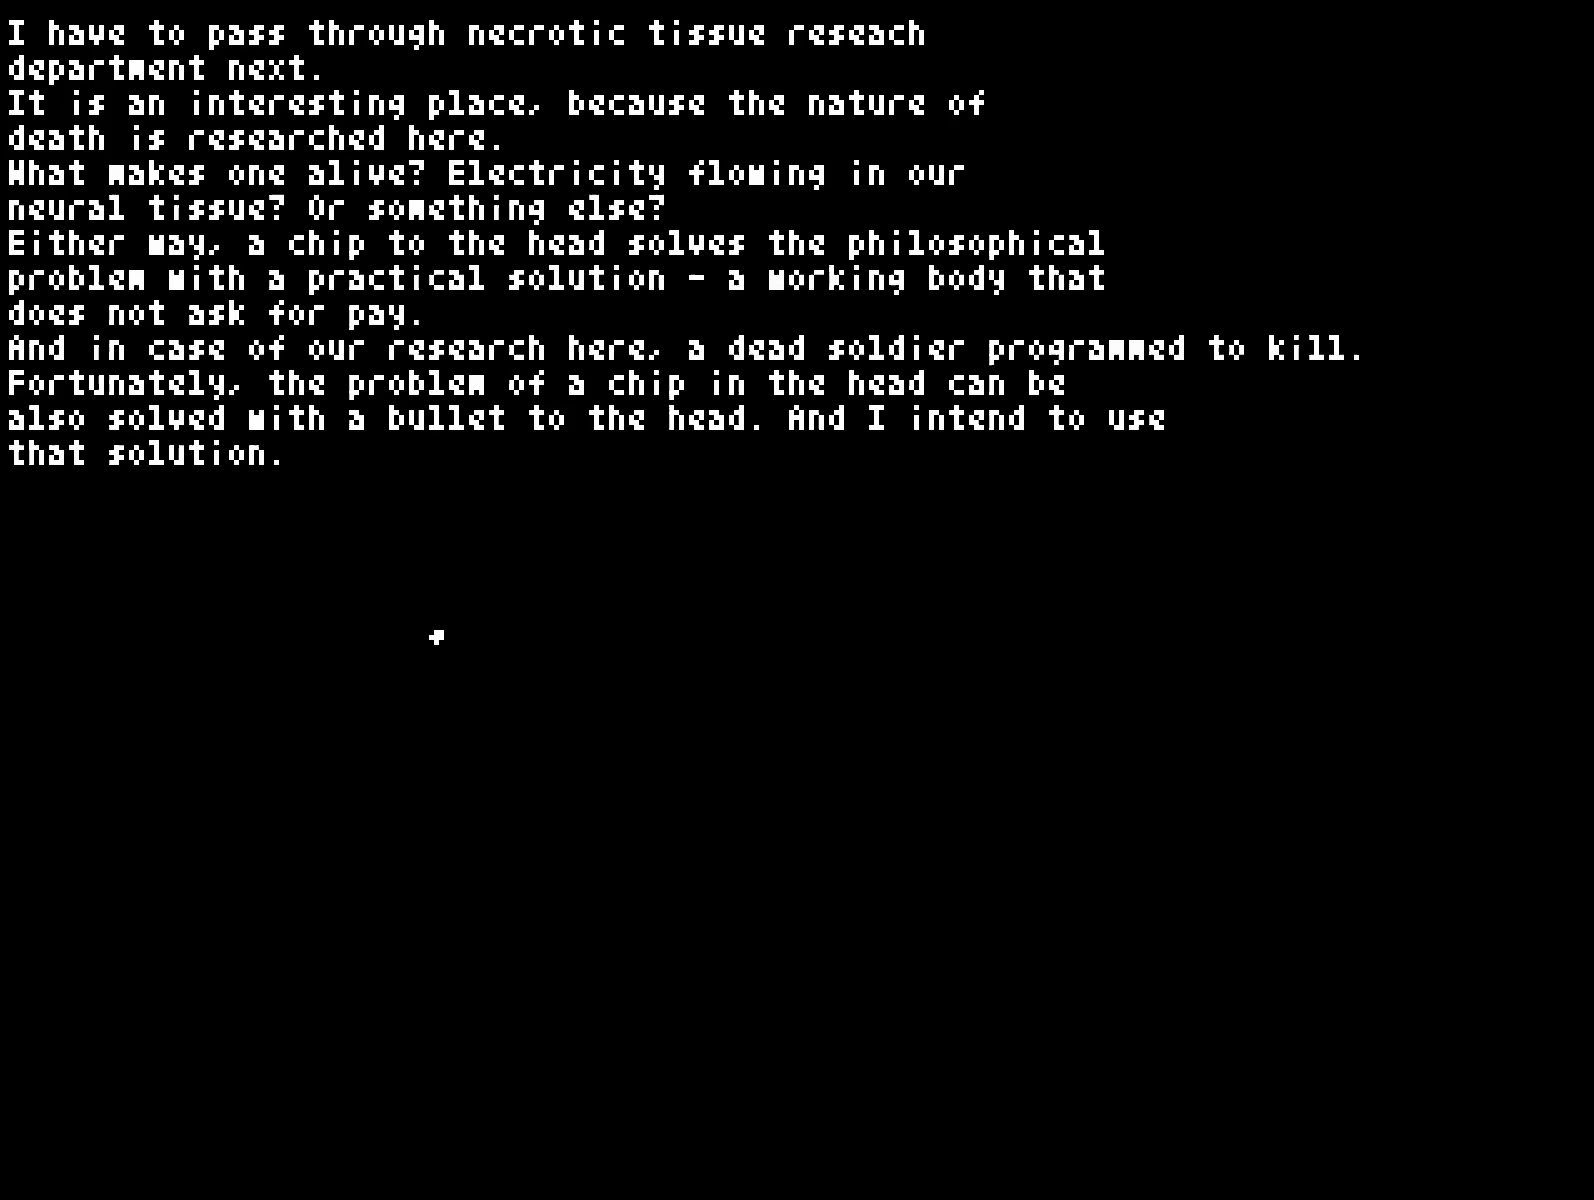 I have to pass through necrotic tissue reseach
department next.
It is an interesting place, because the nature of
death is researched here.
What makes one alive? Electricity flowing in our
neural tissue? Or something else?
Either way, a chip to the head solves the philosophical
problem with a practical solution - a working body that
does not ask for pay.
And in case of our research here, a dead soldier programmed to kill.
Fortunately, the problem of a chip in the head can be
also solved with a bullet to the head. And I intend to use
that solution.